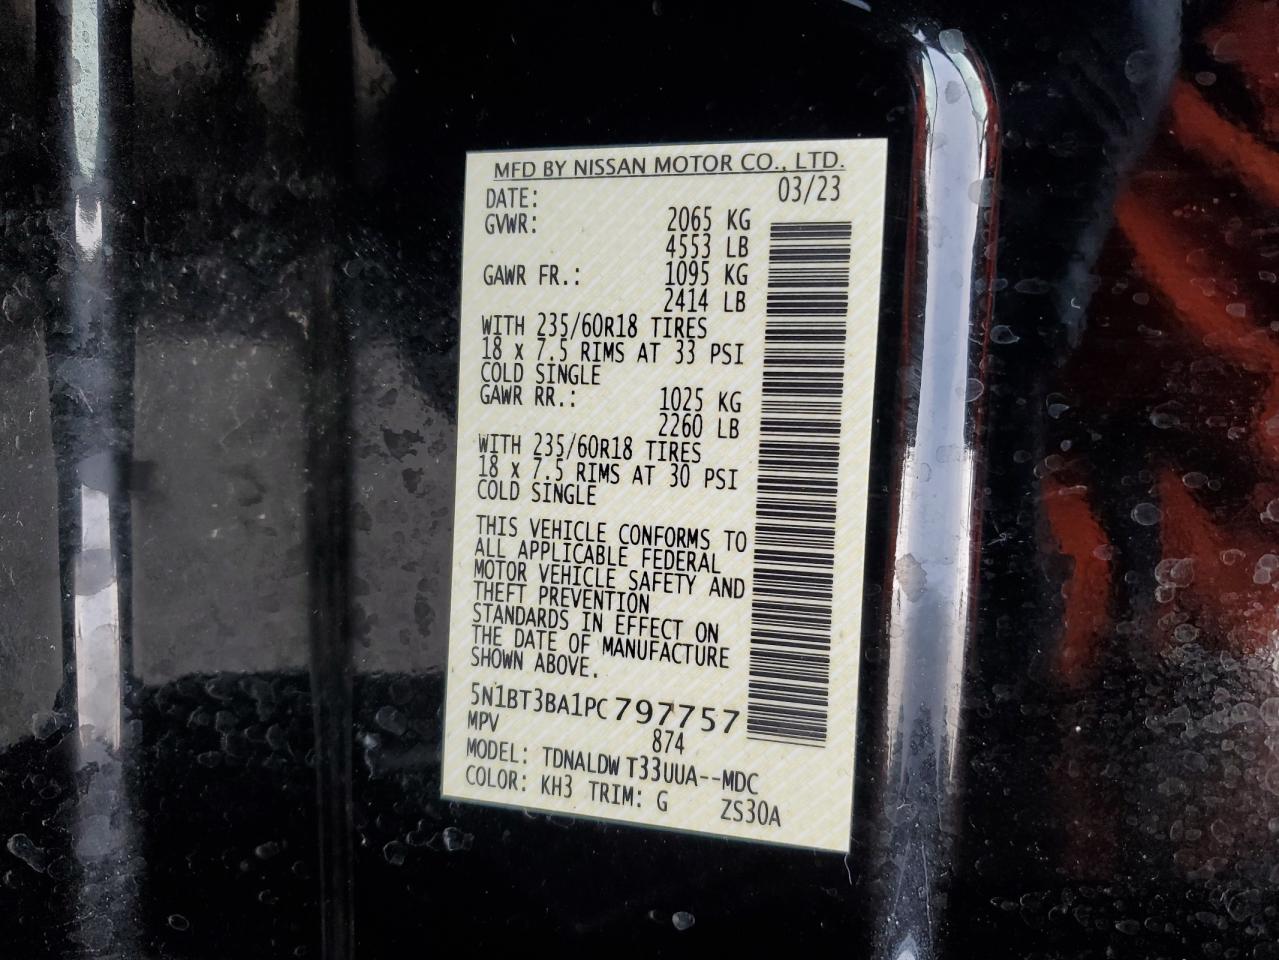 MFD BY NISSAN MOTOR CO., LTD.
DATE: 03/23
GVWR: 2065 KG
4553 LB
GAWR FR.: 1095 KG
2414 LB
WITH 235/60R18 TIRES
18 X 7.5 RIMS AT 33 PSI
COLD SINGLE
GAWR RR.: 1025 KG
2260 LB
WITH 235/60R18 TIRES
18 X 7.5 RIMS AT 30 PSI
COLD SINGLE
THIS VEHICLE CONFORMS TO
ALL APPLICABLE FEDERAL
MOTOR VEHICLE SAFETY AND
THEFT PREVENTION
STANDARDS IN EFFECT ON
THE DATE OF MANUFACTURE
SHOWN ABOVE.
5N1BT3BA1PC797757
MPV 874
MODEL: TDNALDWT33UUA--MDC
COLOR: KH3 TRIM: G ZS30A